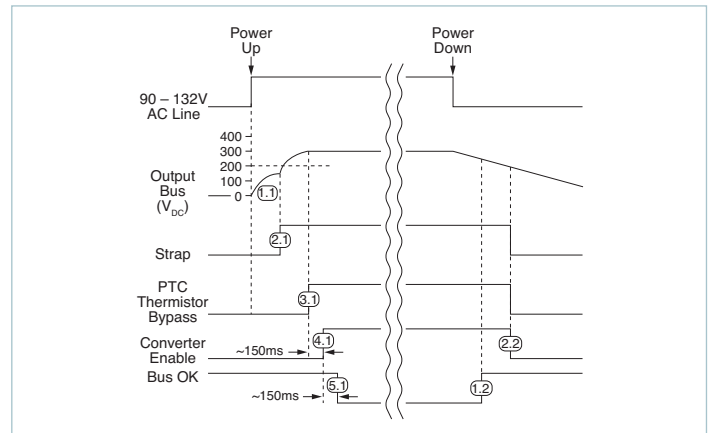 Power
Up
Power
Down
90 – 132V
AC Line
400
300
200
100
0
Output
Bus
(VDC)
1.1
Strap
2.1
PTC
Thermistor
Bypass
3.1
Converter
Enable
~150ms
4.1
2.2
Bus OK
~150ms
5.1
1.2